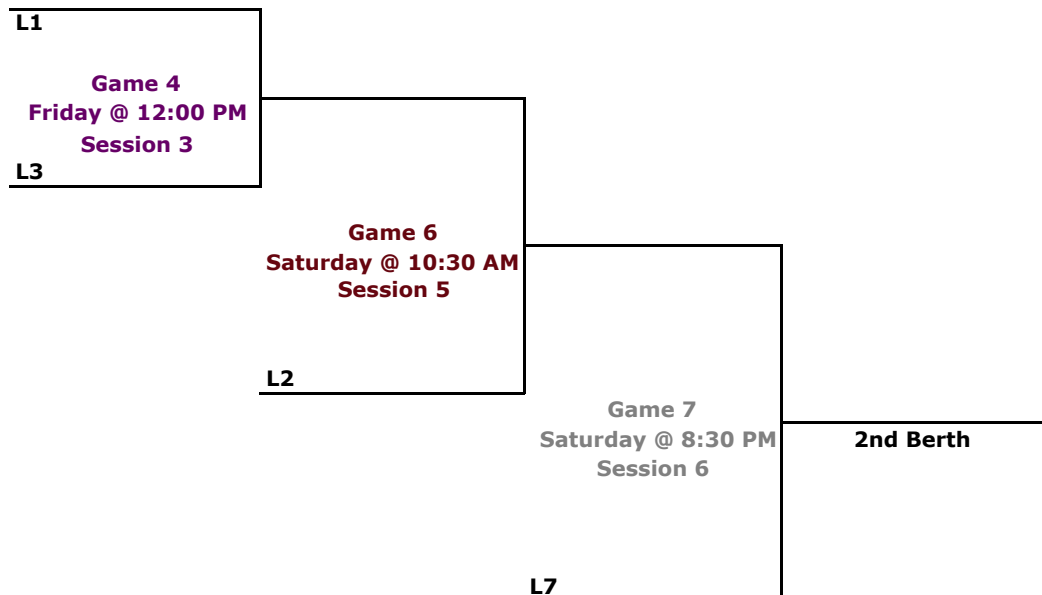 L1
Game 4
Friday @ 12:00 PM
Session 3
L3
Game 6
Saturday @ 10:30 AM
Session 5
L2
Game 7
Saturday @ 8:30 PM
Session 6
2nd Berth
L7